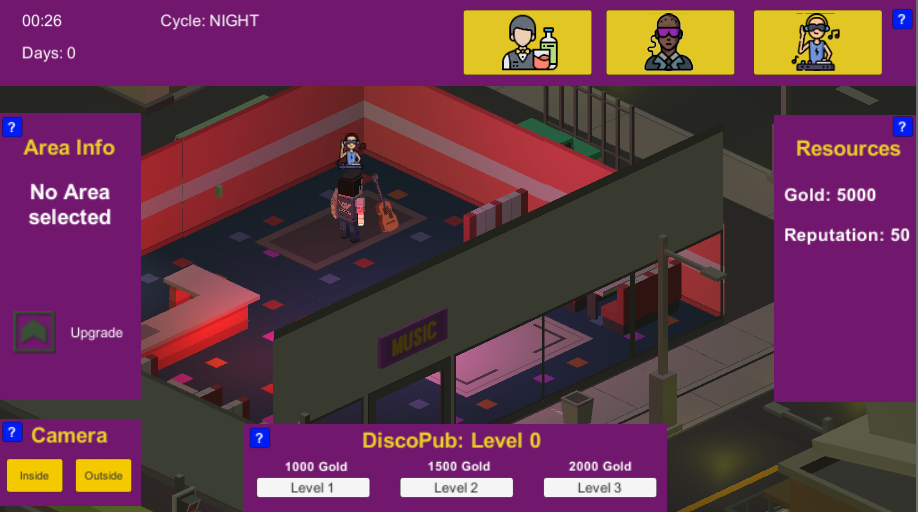 00:26
Cycle: NIGHT
Days: 0
?
?
Area Info
No Area
selected
Upgrade
?
Resources
Gold: 5000
Reputation: 50
MUSIC
?
Camera
Inside
Outside
?
DiscoPub: Level 0
1000 Gold
1500 Gold
2000 Gold
Level 1
Level 2
Level 3